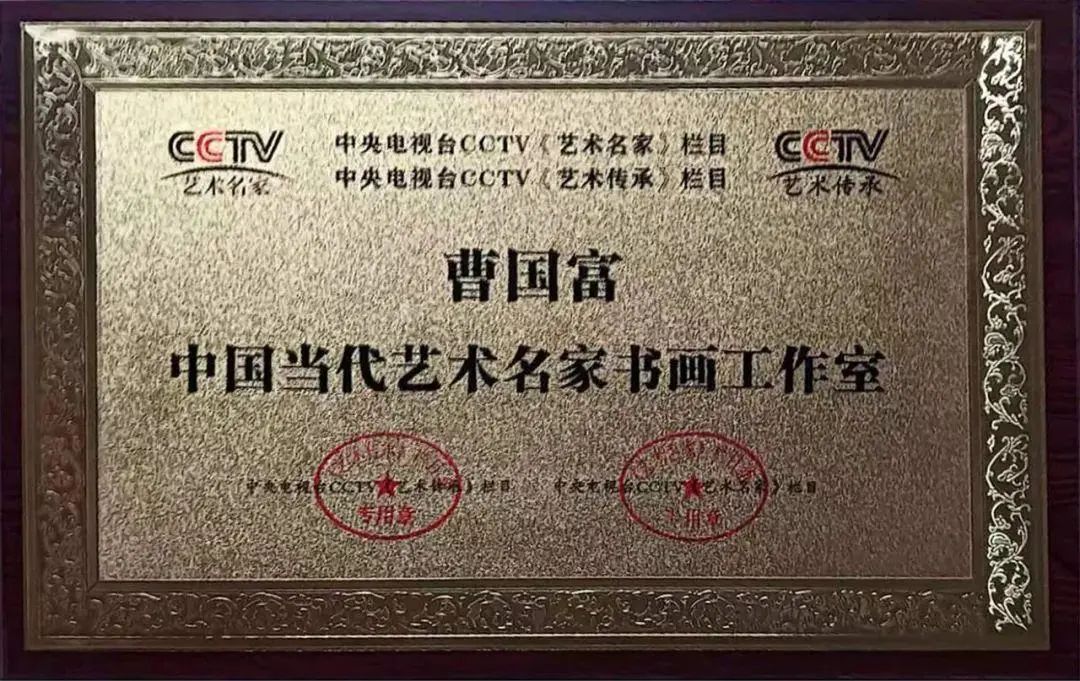 CCTV
艺术名家
中央电视台CCTV《艺术名家》栏目
中央电视台CCTV《艺术传承》栏目
CCTV
艺术传承
曹国富
中国当代艺术名家书画工作室
中央电视台CCTV《艺术传承》栏目
专用章
中央电视台CCTV《艺术名家》栏目
专用章